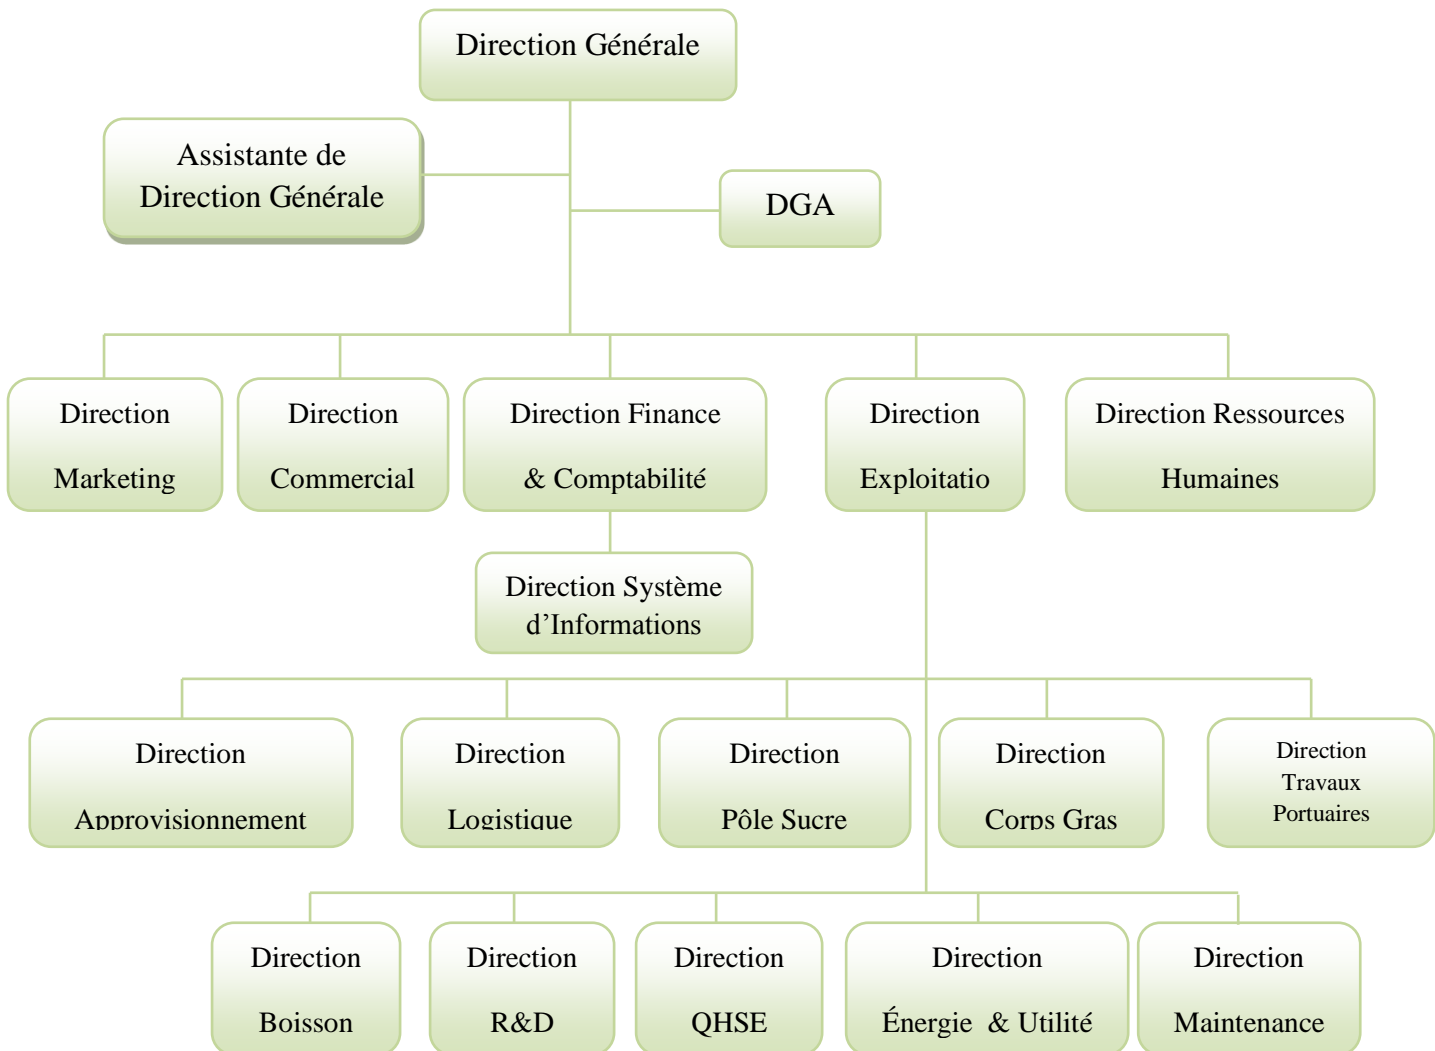 Direction Générale
Assistante de
Direction Générale
DGA
Direction
Marketing
Direction
Commercial
Direction Finance
& Comptabilité
Direction
Exploitatio
Direction Ressources
Humaines
Direction Système
d’Informations
Direction
Approvisionnement
Direction
Logistique
Direction
Pôle Sucre
Direction
Corps Gras
Direction
Travaux
Portuaires
Direction
Boisson
Direction
R&D
Direction
QHSE
Direction
Énergie & Utilité
Direction
Maintenance